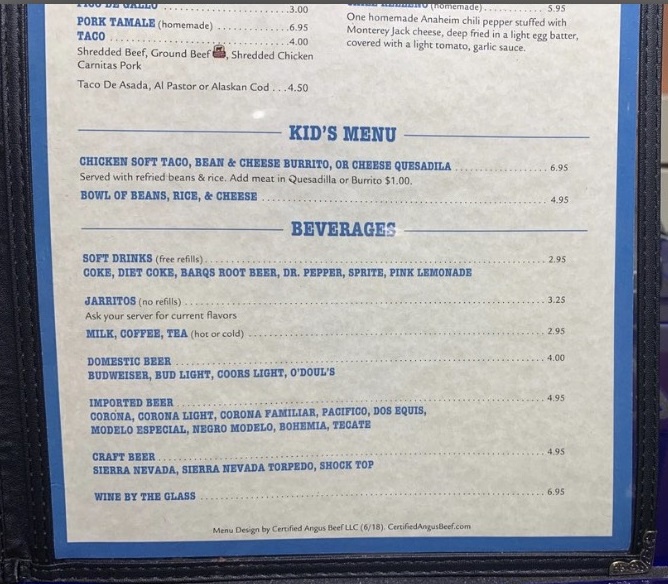 PICO DE GALLO ........ 3.00
PORK TAMALE (homemade) ........ 6.95
TACO ........ 4.00
Shredded Beef, Ground Beef, Shredded Chicken
Carnitas Pork
Taco De Asada, Al Pastor or Alaskan Cod ...4.50
(homemade) ........ 5.95
One homemade Anaheim chili pepper stuffed with
Monterey Jack cheese, deep fried in a light egg batter,
covered with a light tomato, garlic sauce.
KID'S MENU
CHICKEN SOFT TACO, BEAN & CHEESE BURRITO, OR CHEESE QUESADILA ........ 6.95
Served with refried beans & rice. Add meat in Quesadilla or Burrito $1.00.
BOWL OF BEANS, RICE, & CHEESE ........ 4.95
BEVERAGES
SOFT DRINKS (free refills) ........ 2.95
COKE, DIET COKE, BARQS ROOT BEER, DR. PEPPER, SPRITE, PINK LEMONADE
JARRITOS (no refills) ........ 3.25
Ask your server for current flavors
MILK, COFFEE, TEA (hot or cold) ........ 2.95
DOMESTIC BEER ........ 4.00
BUDWEISER, BUD LIGHT, COORS LIGHT, O'DOUL'S
IMPORTED BEER ........ 4.95
CORONA, CORONA LIGHT, CORONA FAMILIAR, PACIFICO, DOS EQUIS,
MODELO ESPECIAL, NEGRO MODELO, BOHEMIA, TECATE
CRAFT BEER ........ 4.95
SIERRA NEVADA, SIERRA NEVADA TORPEDO, SHOCK TOP
WINE BY THE GLASS ........ 6.95
Menu Design by Certified Angus Beef LLC (6/18). CertifiedAngusBeef.com